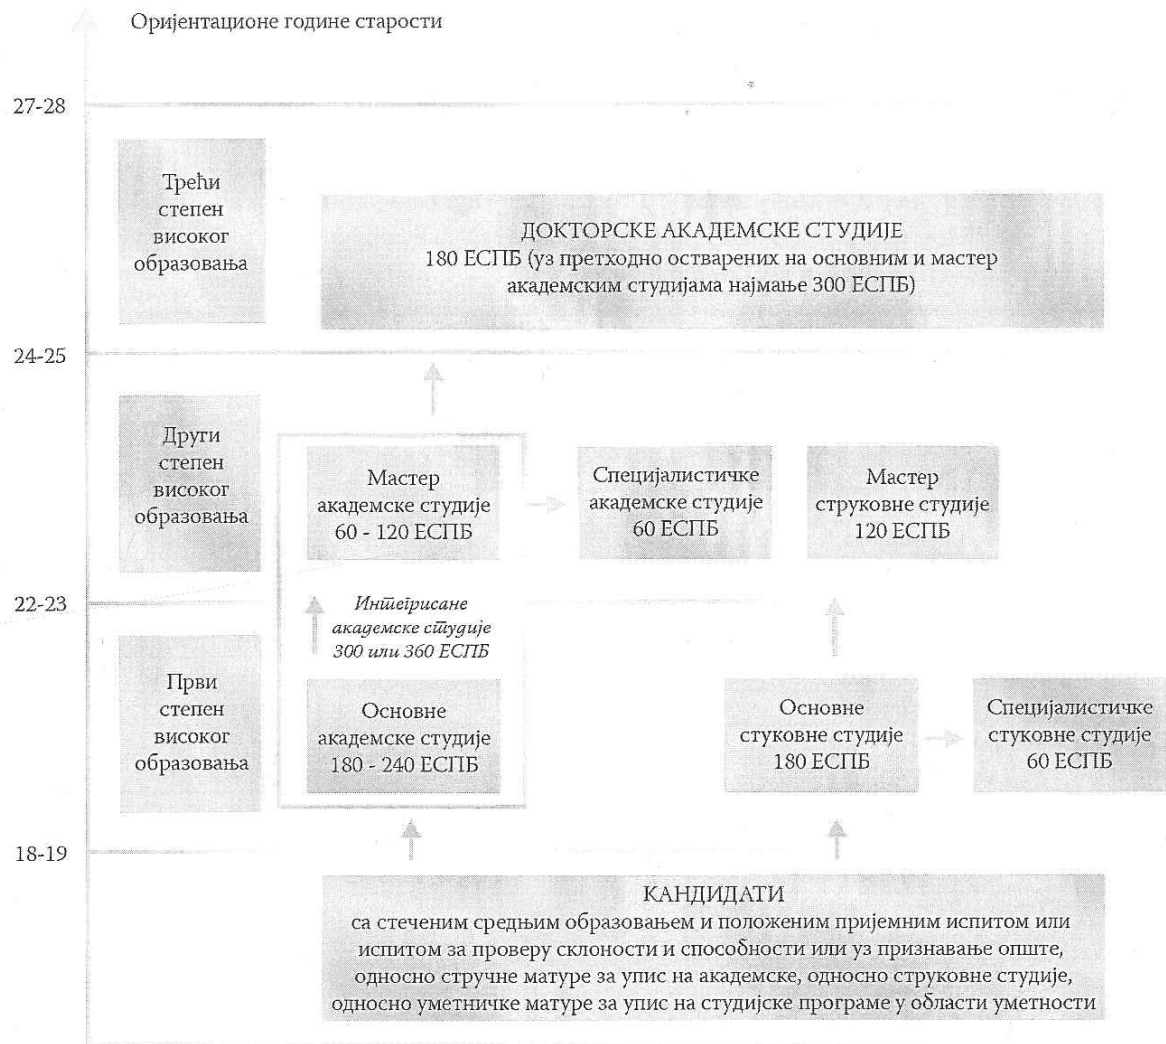 Оријентационе године старости
27-28
Трећи
степен
високог
образовања
ДОКТОРСКЕ АКАДЕМСКЕ СТУДИЈЕ
180 ЕСПБ (уз претходно остварених на основним и мастер
академским студијама најмање 300 ЕСПБ)
24-25
Други
степен
високог
образовања
Мастер
академске студије
60 - 120 ЕСПБ
Специјалистичке
академске студије
60 ЕСПБ
Мастер
струковне студије
120 ЕСПБ
22-23
Интегрисане
академске студије
300 или 360 ЕСПБ
Први
степен
високог
образовања
Основне
академске студије
180 - 240 ЕСПБ
Основне
стуковне студије
180 ЕСПБ
Специјалистичке
стуковне студије
60 ЕСПБ
18-19
КАНДИДАТИ
са стеченим средњим образовањем и положеним пријемним испитом или
испитом за проверу склоности и способности или уз признавање опште,
односно стручне матуре за упис на академске, односно струковне студије,
односно уметничке матуре за упис на студијске програме у области уметности